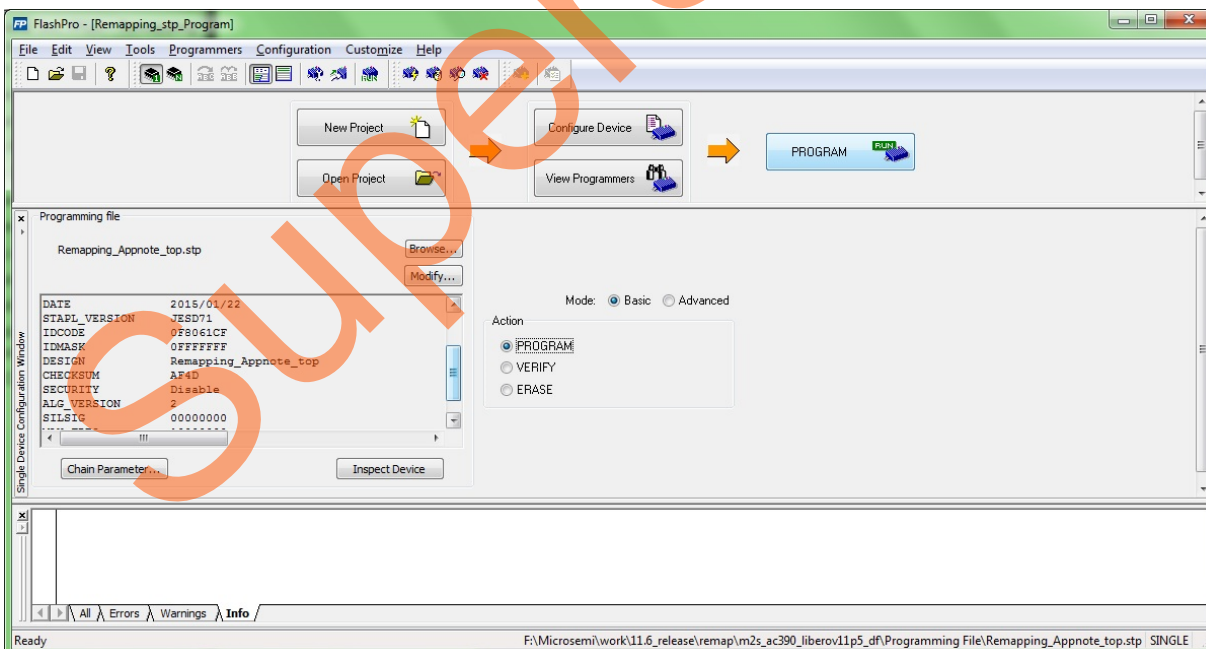 FlashPro - [Remapping_stp_Program]
File Edit View Tools Programmers Configuration Customize Help
New Project
Configure Device
PROGRAM
RUN
Open Project
View Programmers
Programming file
Remapping_Appnote_top.stp
Browse...
Modify...
DATE 2015/01/22
STAPL_VERSION JESD71
IDCODE 0F8061CF
IDMASK 0FFFFFFF
DESIGN Remapping_Appnote_top
CHECKSUM AF4D
SECURITY Disable
ALG_VERSION 2
SILSIG 00000000
Chain Parameter...
Inspect Device
Mode: Basic Advanced
Action
PROGRAM
VERIFY
ERASE
Single Device Configuration Window
All Errors Warnings Info
Ready
F:\Microsemi\work\11.6_release\remap\m2s_ac390_liberov11p5_df\Programming File\Remapping_Appnote_top.stp SINGLE
Super